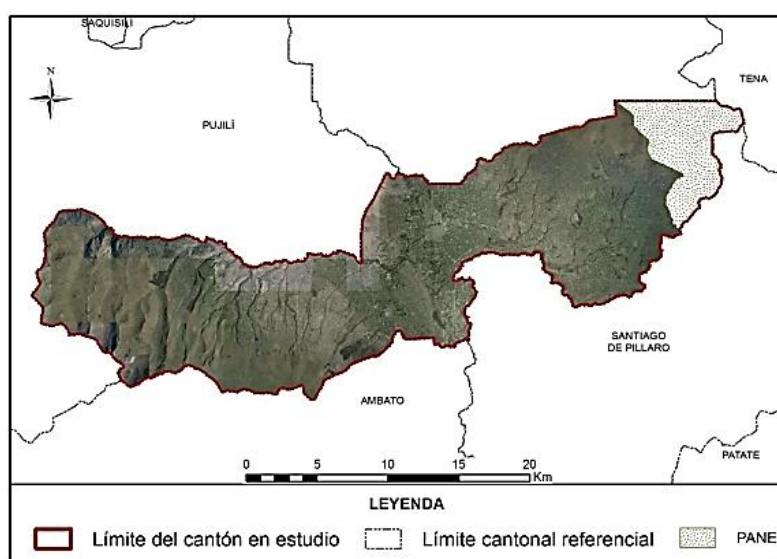 SAQUISILÍ
TENA
N
PUJILÍ
SANTIAGO
DE PILLARO
AMBATO
PATATE
0 5 10 15 20
Km
LEYENDA
Límite del cantón en estudio Límite cantonal referencial PANE